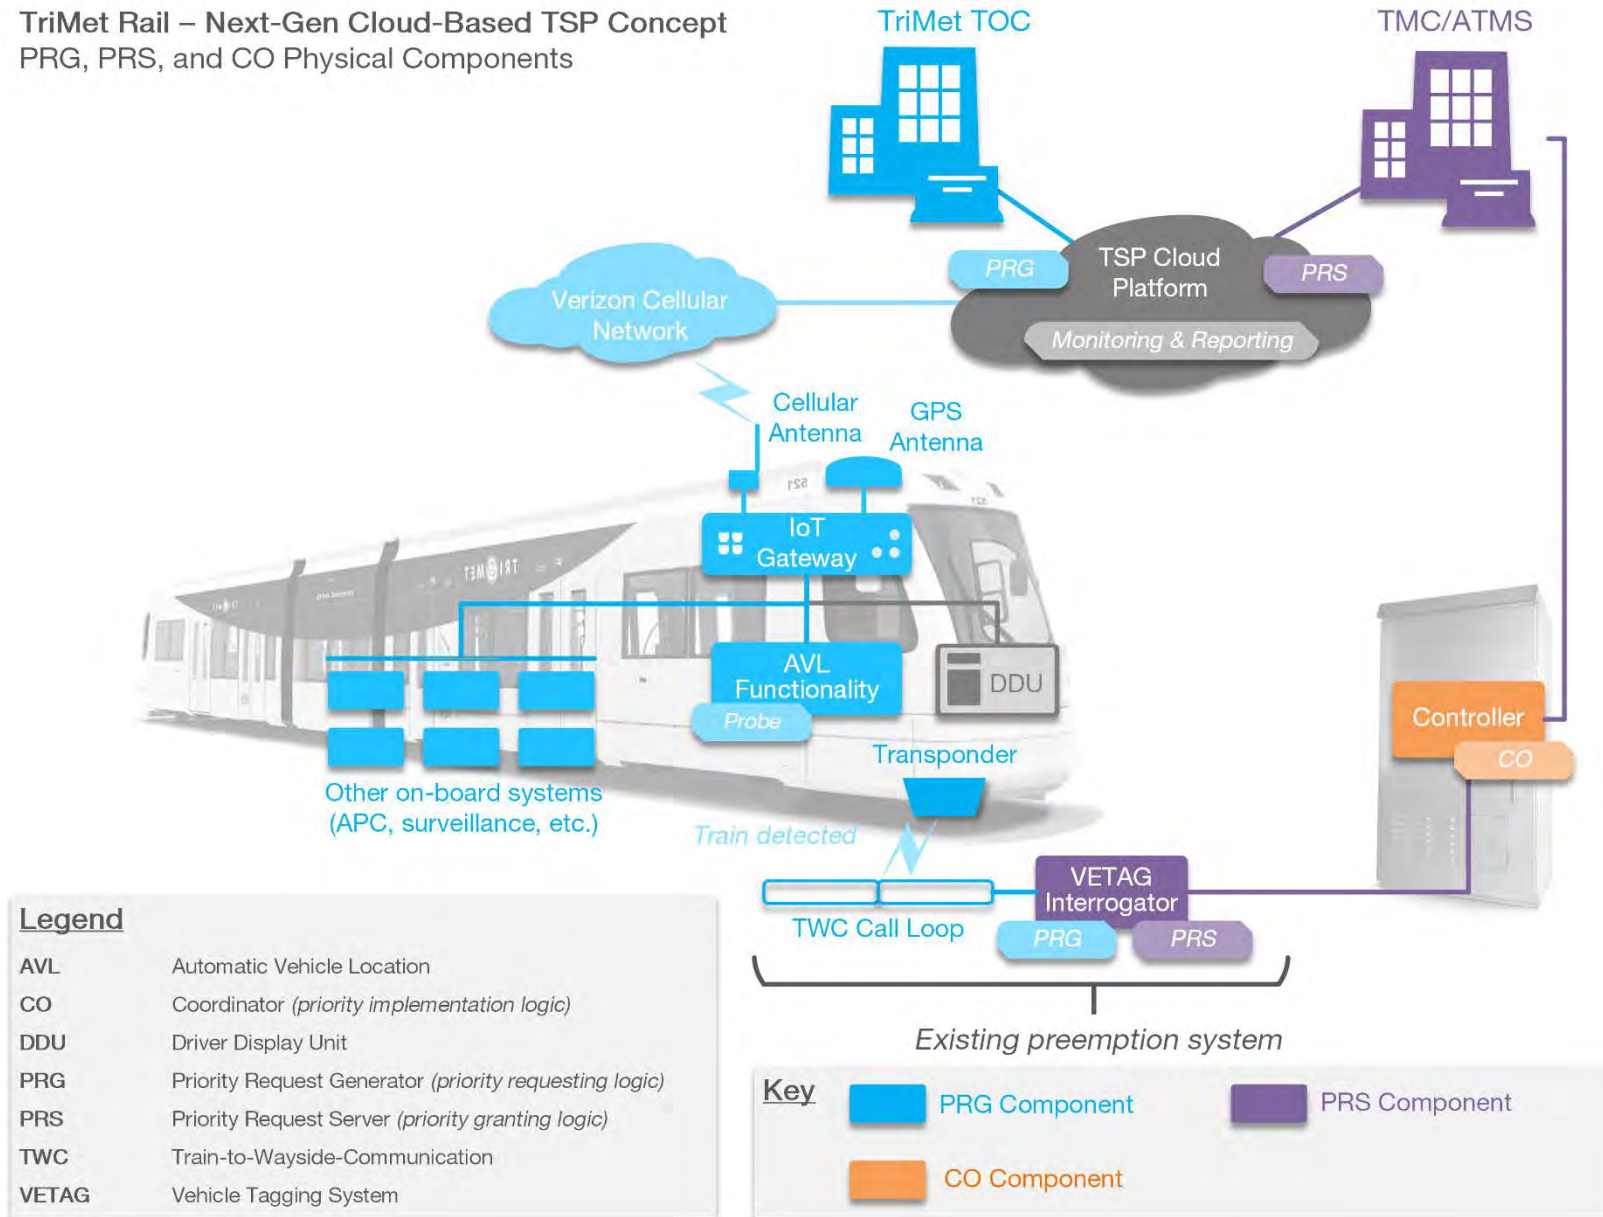 TriMet Rail – Next-Gen Cloud-Based TSP Concept
PRG, PRS, and CO Physical Components
TriMet TOC
TMC/ATMS
PRG
TSP Cloud
Platform
PRS
Monitoring & Reporting
Verizon Cellular
Network
Cellular
Antenna
GPS
Antenna
521
521
IoT
Gateway
TRIMET
AVL
Functionality
Probe
DDU
Transponder
Controller
CO
Other on-board systems
(APC, surveillance, etc.)
Train detected
TWC Call Loop
VETAG
Interrogator
PRG
PRS
Existing preemption system
Legend
AVL Automatic Vehicle Location
CO Coordinator (priority implementation logic)
DDU Driver Display Unit
PRG Priority Request Generator (priority requesting logic)
PRS Priority Request Server (priority granting logic)
TWC Train-to-Wayside-Communication
VETAG Vehicle Tagging System
Key
PRG Component
PRS Component
CO Component